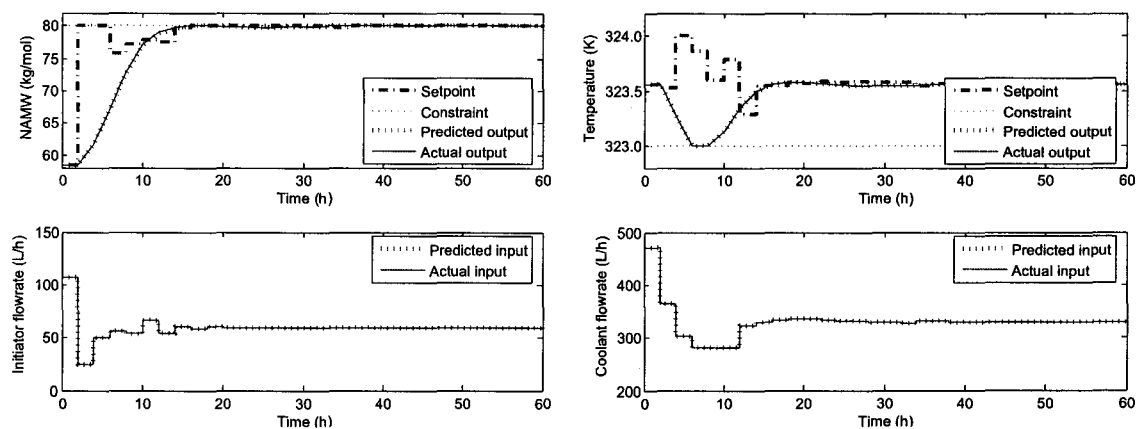 80
70
60
NAMW (kg/mol)
Setpoint
Constraint
Predicted output
Actual output
0 10 20 30 40 50 60
Time (h)
324.0
323.5
323.0
Temperature (K)
Setpoint
Constraint
Predicted output
Actual output
0 10 20 30 40 50 60
Time (h)
150
100
50
0
Initiator flowrate (L/h)
Predicted input
Actual input
0 10 20 30 40 50 60
Time (h)
500
400
300
200
Coolant flowrate (L/h)
Predicted input
Actual input
0 10 20 30 40 50 60
Time (h)